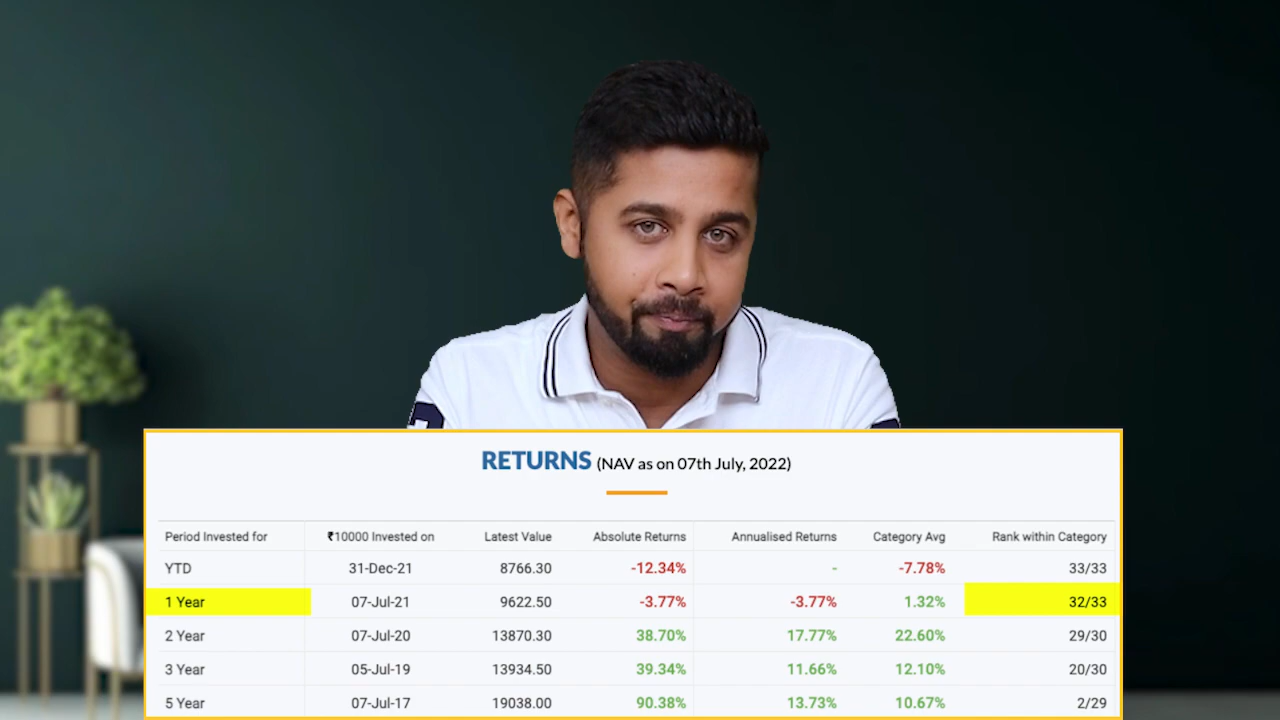 RETURNS (NAV as on 07th July, 2022)
Period Invested for ₹10000 Invested on Latest Value Absolute Returns Annualised Returns Category Avg Rank within Category
YTD 31-Dec-21 8766.30 -12.34% - -7.78% 33/33
1 Year 07-Jul-21 9622.50 -3.77% -3.77% 1.32% 32/33
2 Year 07-Jul-20 13870.30 38.70% 17.77% 22.60% 29/30
3 Year 05-Jul-19 13934.50 39.34% 11.66% 12.10% 20/30
5 Year 07-Jul-17 19038.00 90.38% 13.73% 10.67% 2/29